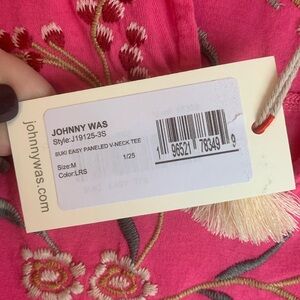 JOHNNY WAS
Style:J19125-3S
SUKI EASY PANELED V-NECK TEE
1/25
Size:M
Color:LRS
1 96521 78349 9
johnnywas.com